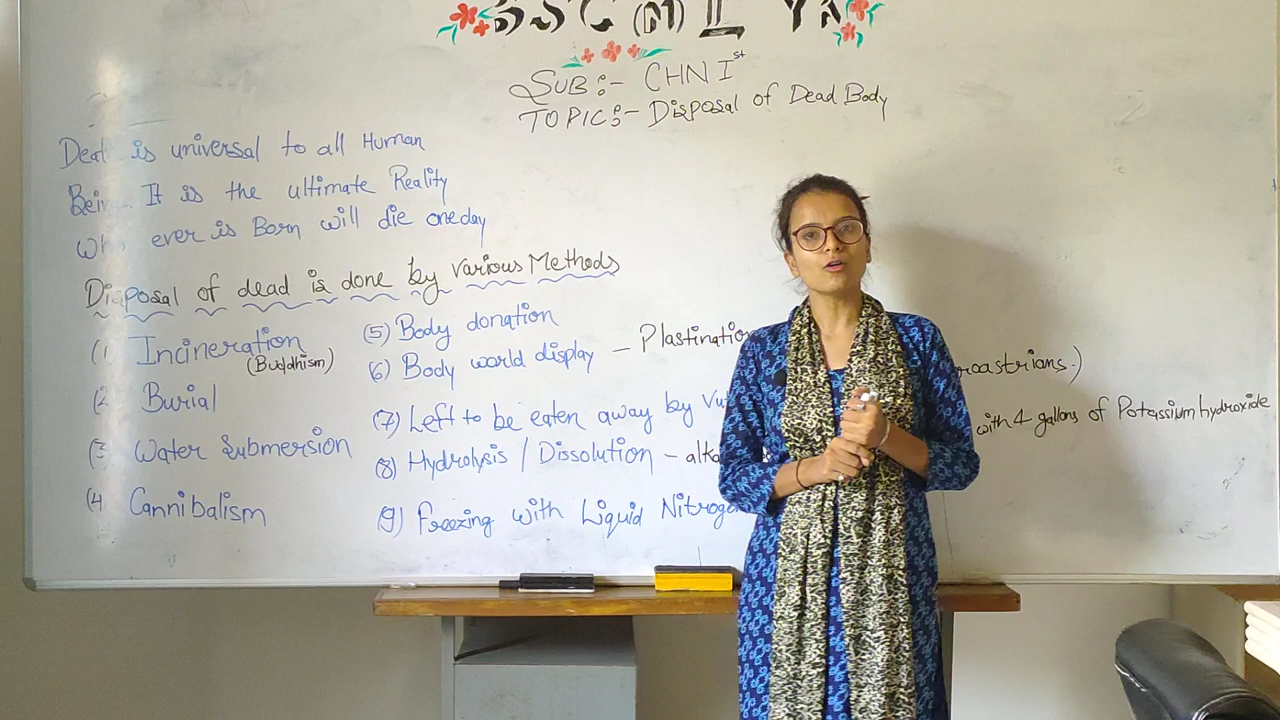 SUB:- CHN Ist
TOPIC:- Disposal of Dead Body
is universal to all Human
It is the ultimate Reality
ever is Born will die oneday
Disposal of dead is done by various Methods
(1 Incineration
(Buddhism)
(2 Burial
(3 Water Submersion
(4 Cannibalism
(5) Body donation
(6) Body world display - Plastination
(7) Left to be eaten away by
(8) Hydrolysis / Dissolution - with 4 gallons of Potassium hydroxide
(9) Freezing with Liquid Nitrogen